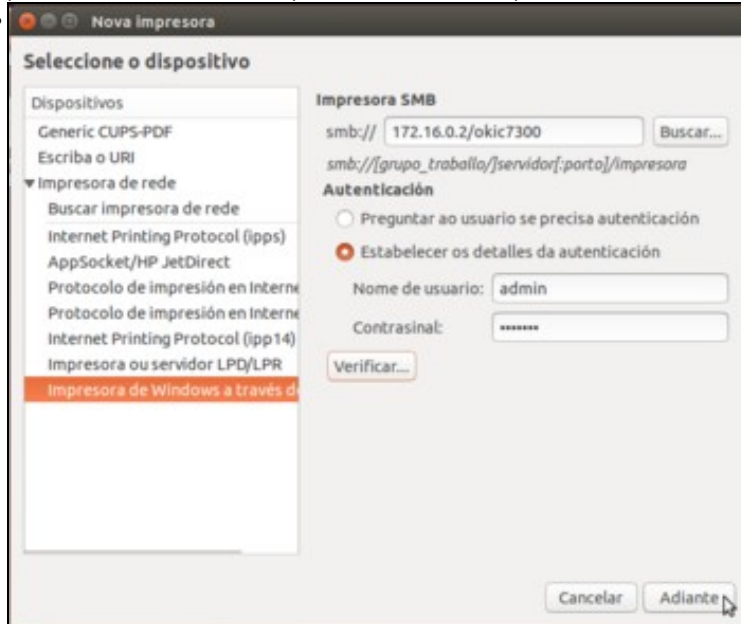 Nova impresora
Seleccione o dispositivo
Dispositivos
Generic CUPS-PDF
Escriba o URI
Impresora de rede
Buscar impresora de rede
Internet Printing Protocol (ipps)
AppSocket/HP JetDirect
Protocolo de impresión en Interne
Protocolo de impresión en Interne
Internet Printing Protocol (ipp14)
Impresora ou servidor LPD/LPR
Impresora de Windows a través de
Impresora SMB
smb:// 172.16.0.2/okic7300 Buscar...
smb://[grupo_traballo/]servidor[:porto]/impresora
Autenticación
Preguntar ao usuario se precisa autenticación
Estabelecer os detalles da autenticación
Nome de usuario: admin
Contrasinal: •••••••
Verificar...
Cancelar Adiante